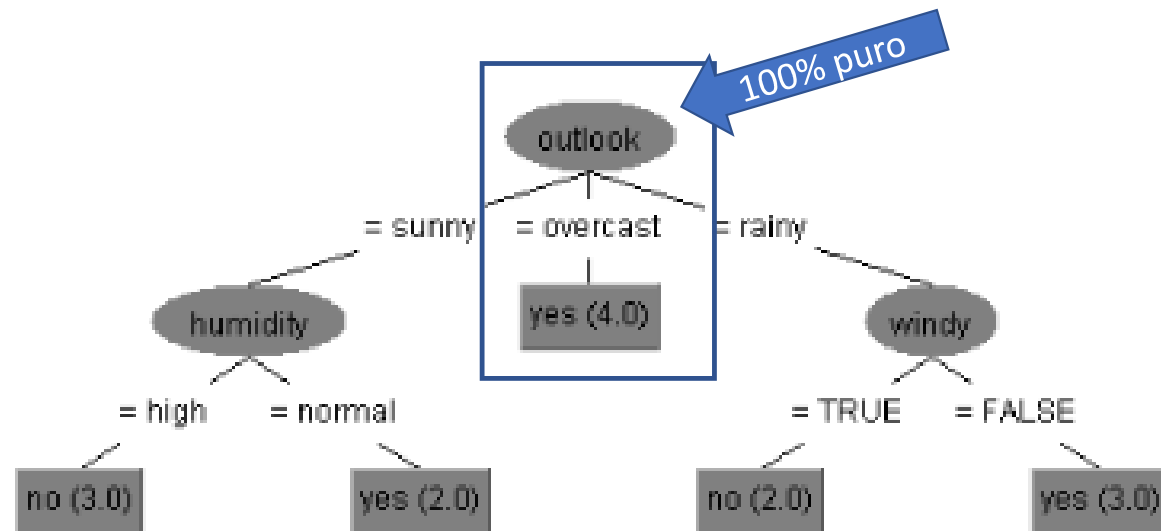 100% puro
outlook
= sunny
= overcast
= rainy
humidity
yes (4.0)
windy
= high
= normal
= TRUE
= FALSE
no (3.0)
yes (2.0)
no (2.0)
yes (3.0)